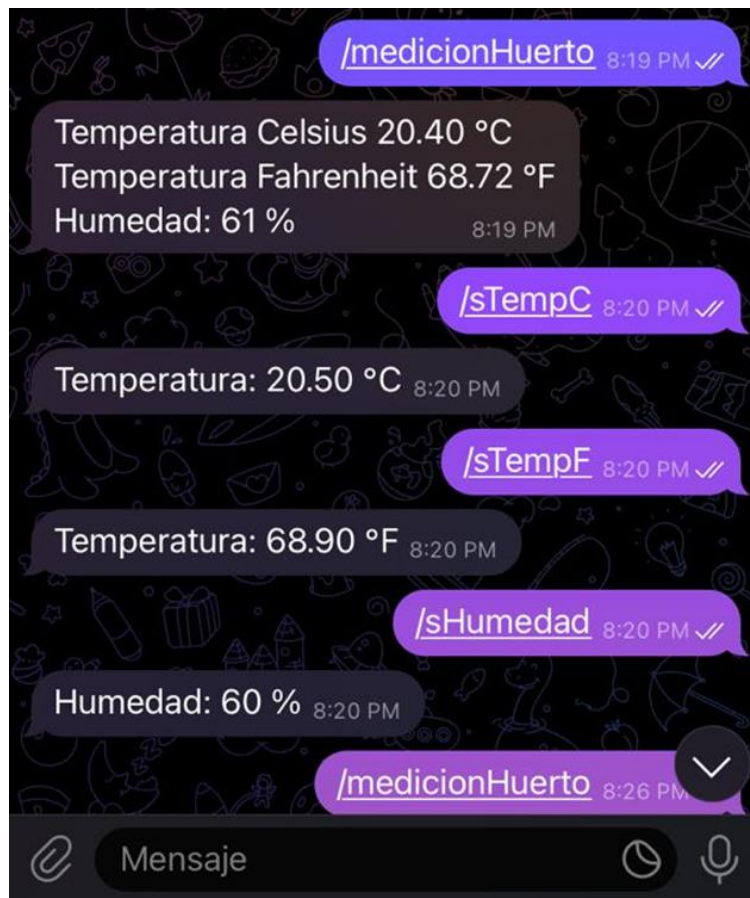 /medicionHuerto 8:19 PM
Temperatura Celsius 20.40 °C
Temperatura Fahrenheit 68.72 °F
Humedad: 61 % 8:19 PM
/sTempC 8:20 PM
Temperatura: 20.50 °C 8:20 PM
/sTempF 8:20 PM
Temperatura: 68.90 °F 8:20 PM
/sHumedad 8:20 PM
Humedad: 60 % 8:20 PM
/medicionHuerto 8:26 PM
Mensaje